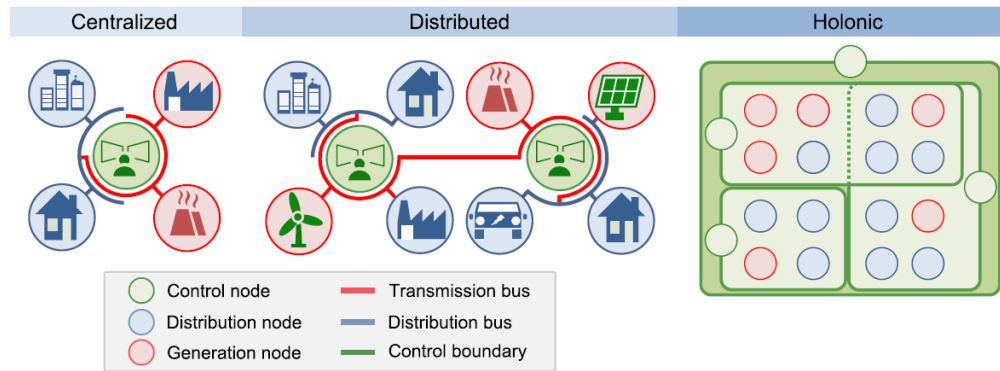 Centralized
Distributed
Holonic
Control node
Transmission bus
Distribution node
Distribution bus
Generation node
Control boundary